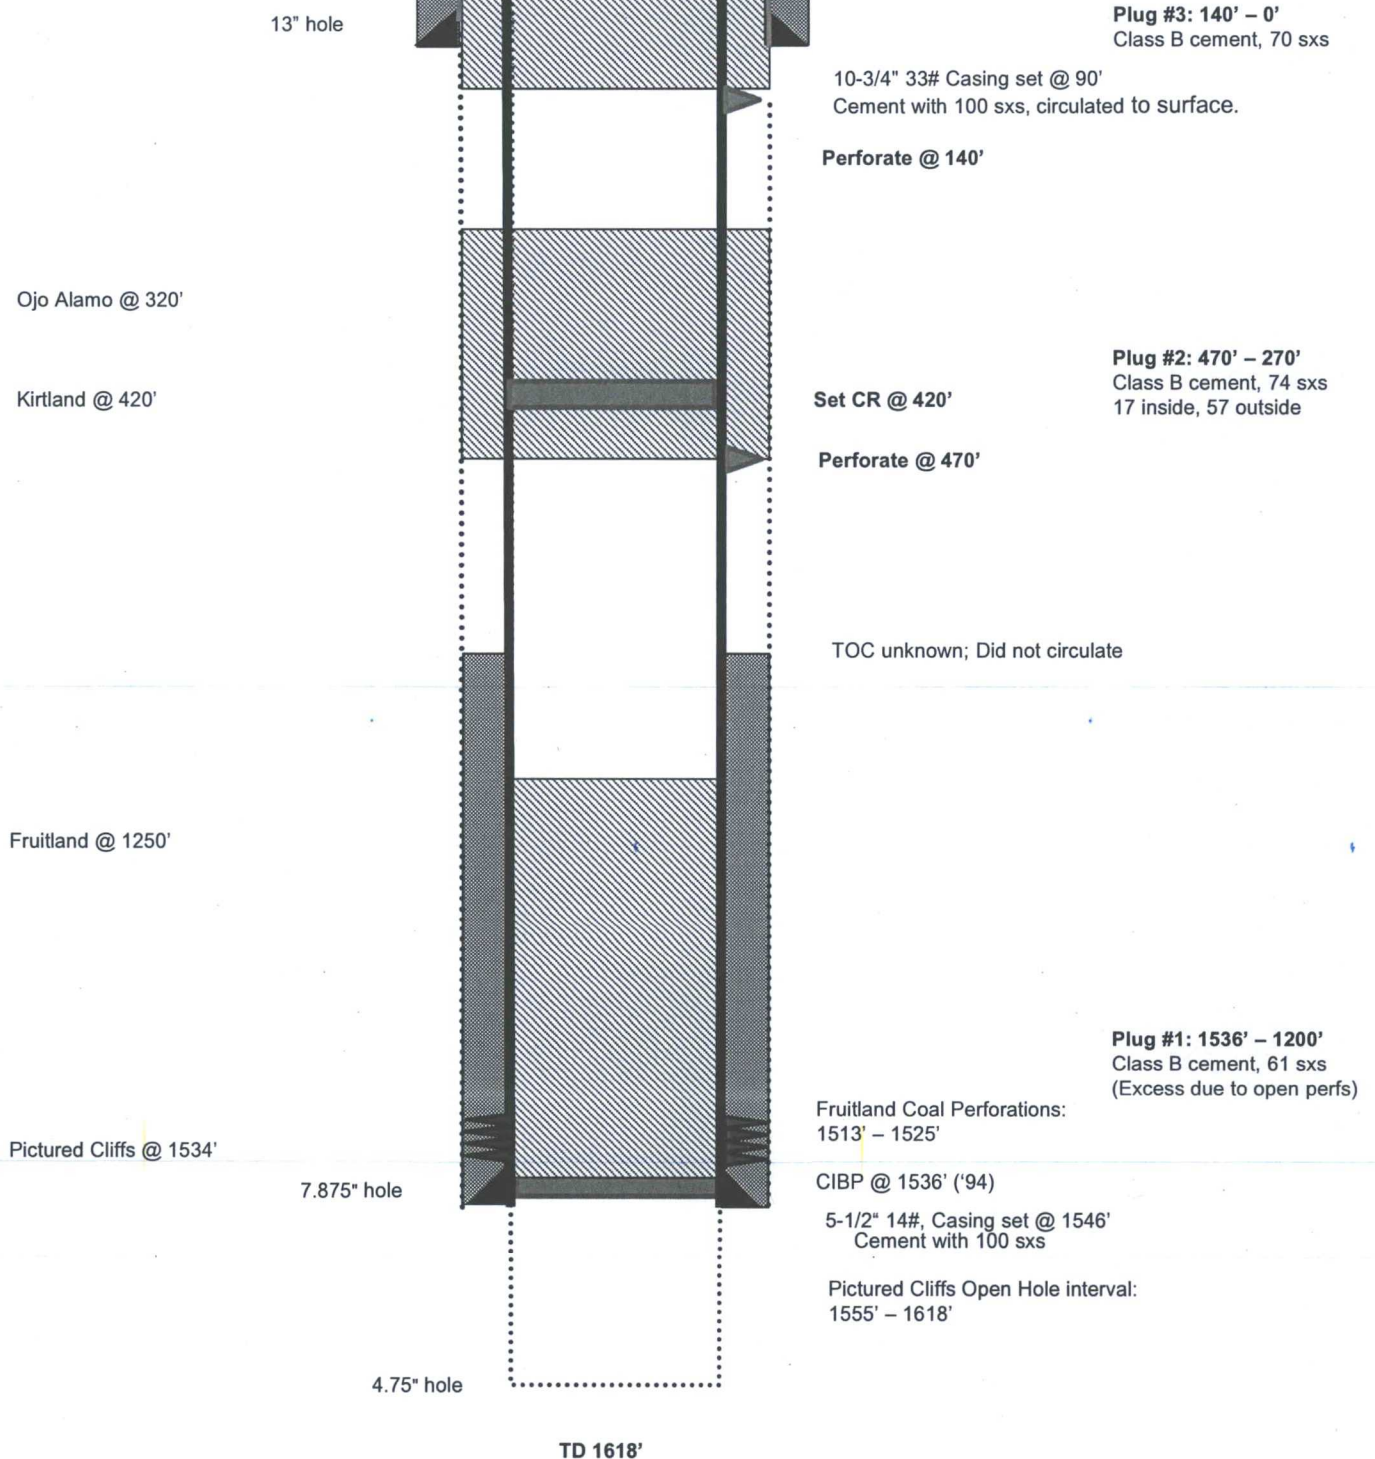 13" hole
Plug #3: 140' – 0'
Class B cement, 70 sxs
10-3/4" 33# Casing set @ 90'
Cement with 100 sxs, circulated to surface.
Perforate @ 140'
Ojo Alamo @ 320'
Plug #2: 470' – 270'
Class B cement, 74 sxs
17 inside, 57 outside
Kirtland @ 420'
Set CR @ 420'
Perforate @ 470'
TOC unknown; Did not circulate
Fruitland @ 1250'
Plug #1: 1536' – 1200'
Class B cement, 61 sxs
(Excess due to open perfs)
Fruitland Coal Perforations:
1513' – 1525'
Pictured Cliffs @ 1534'
CIBP @ 1536' ('94)
7.875" hole
5-1/2" 14#, Casing set @ 1546'
Cement with 100 sxs
Pictured Cliffs Open Hole interval:
1555' – 1618'
4.75" hole
TD 1618'